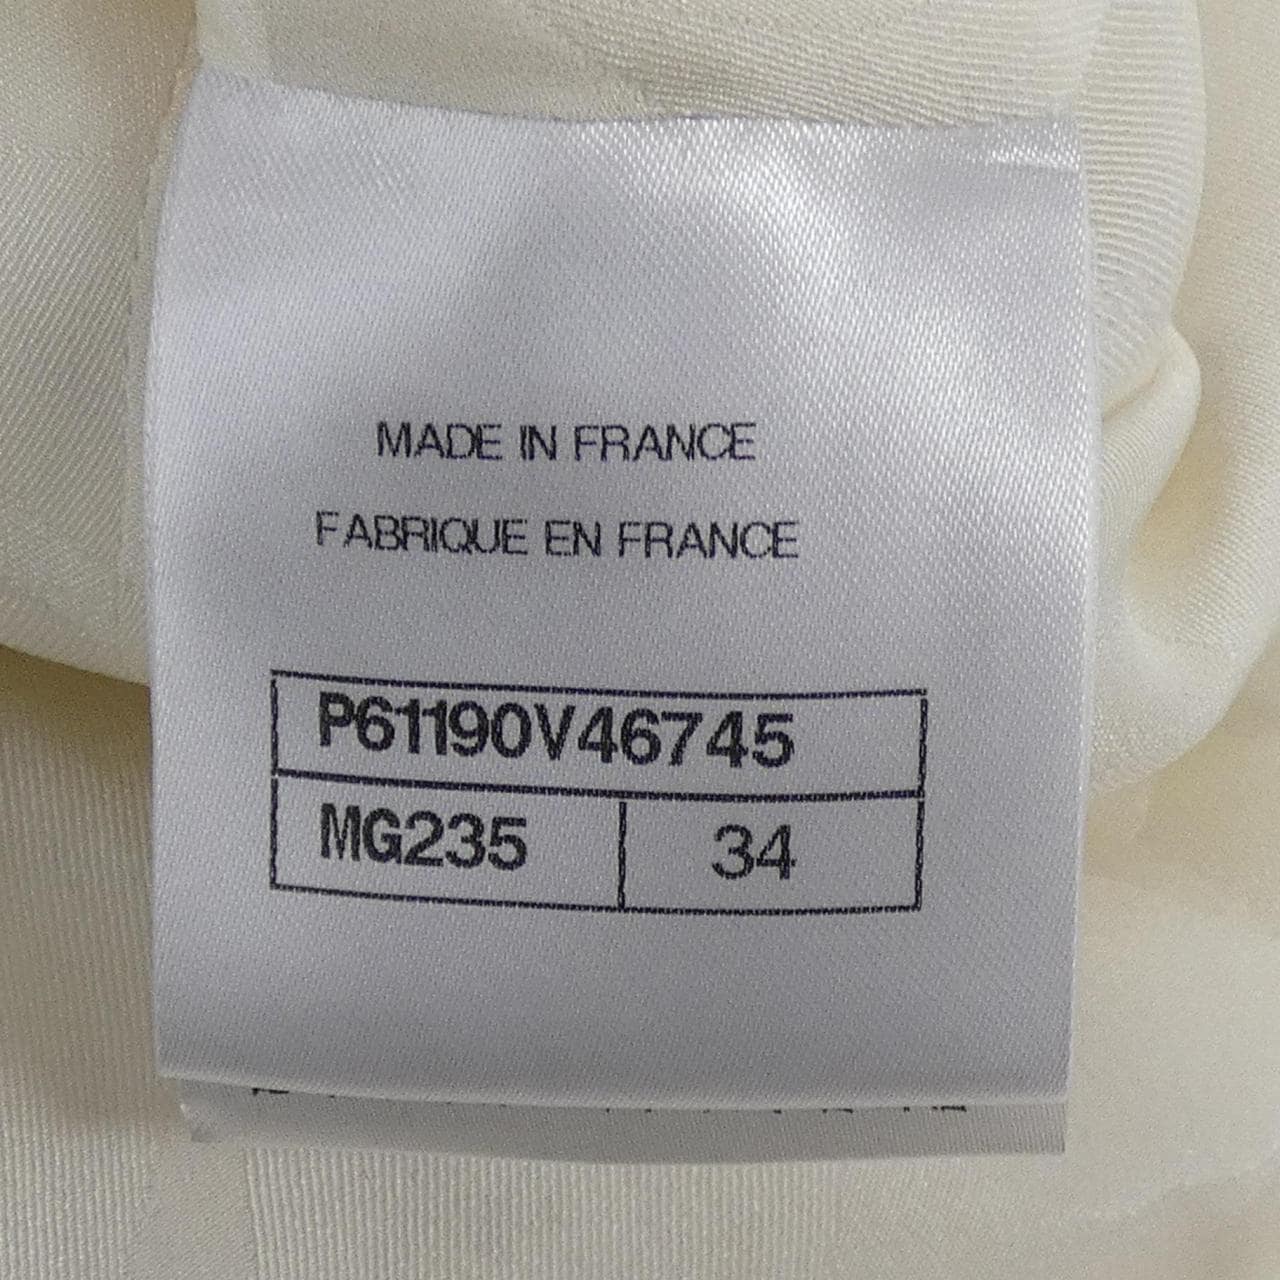 MADE IN FRANCE
FABRIQUE EN FRANCE
P61190V46745
MG235 34